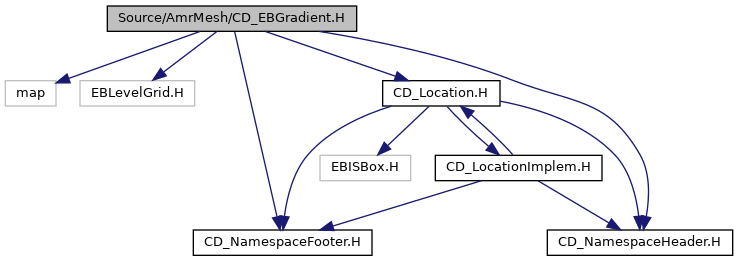 Source/AmrMesh/CD_EBGradient.H
map
EBLevelGrid.H
CD_Location.H
EBISBox.H
CD_LocationImplem.H
CD_NamespaceFooter.H
CD_NamespaceHeader.H